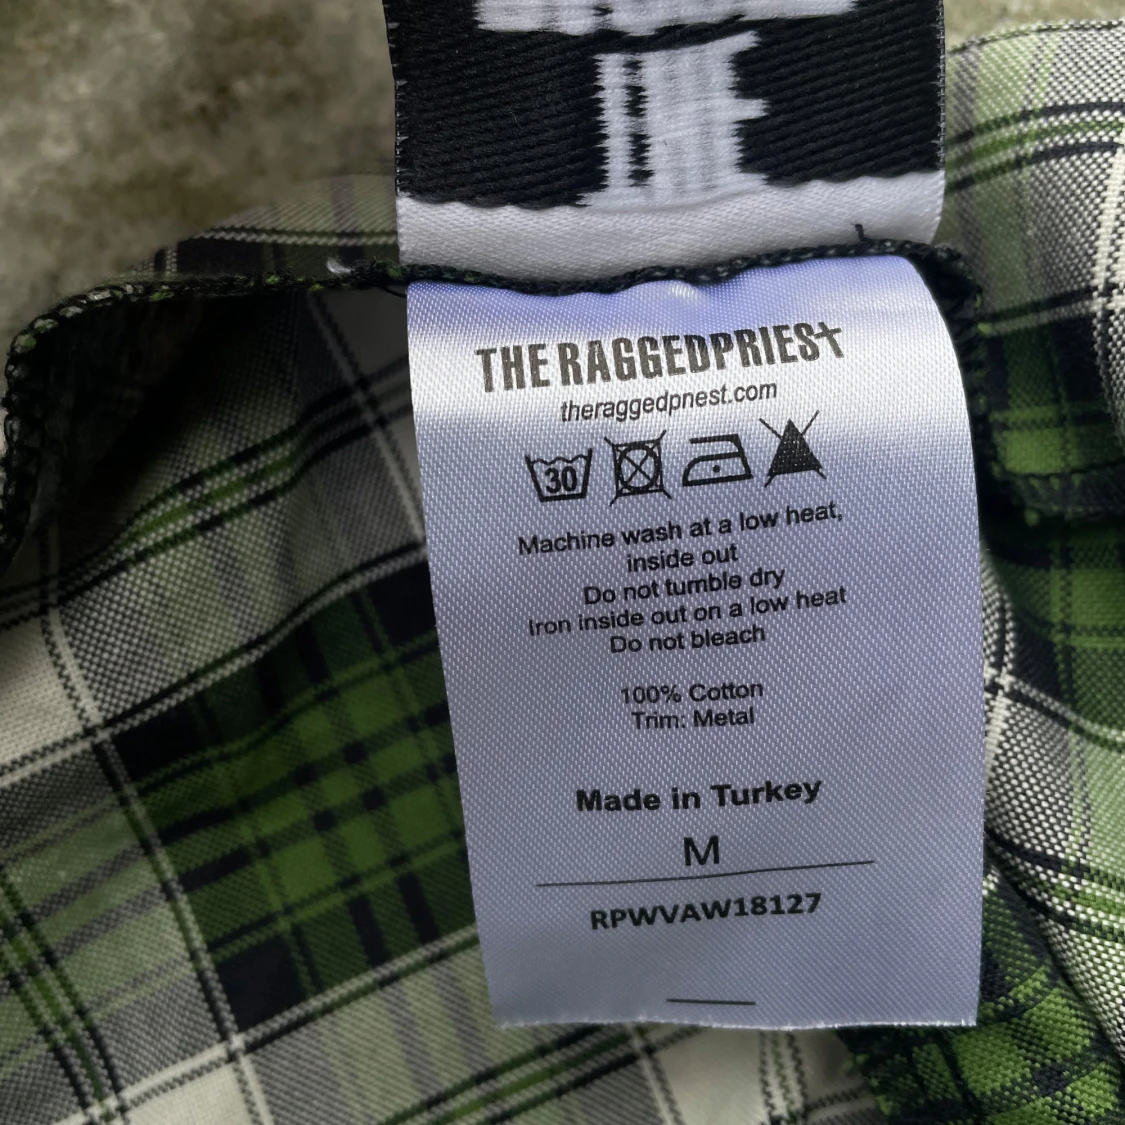 THE RAGGEDPRIEST
theraggedpriest.com
30
Machine wash at a low heat,
inside out
Do not tumble dry
Iron inside out on a low heat
Do not bleach
100% Cotton
Trim: Metal
Made in Turkey
M
RPWVAW18127